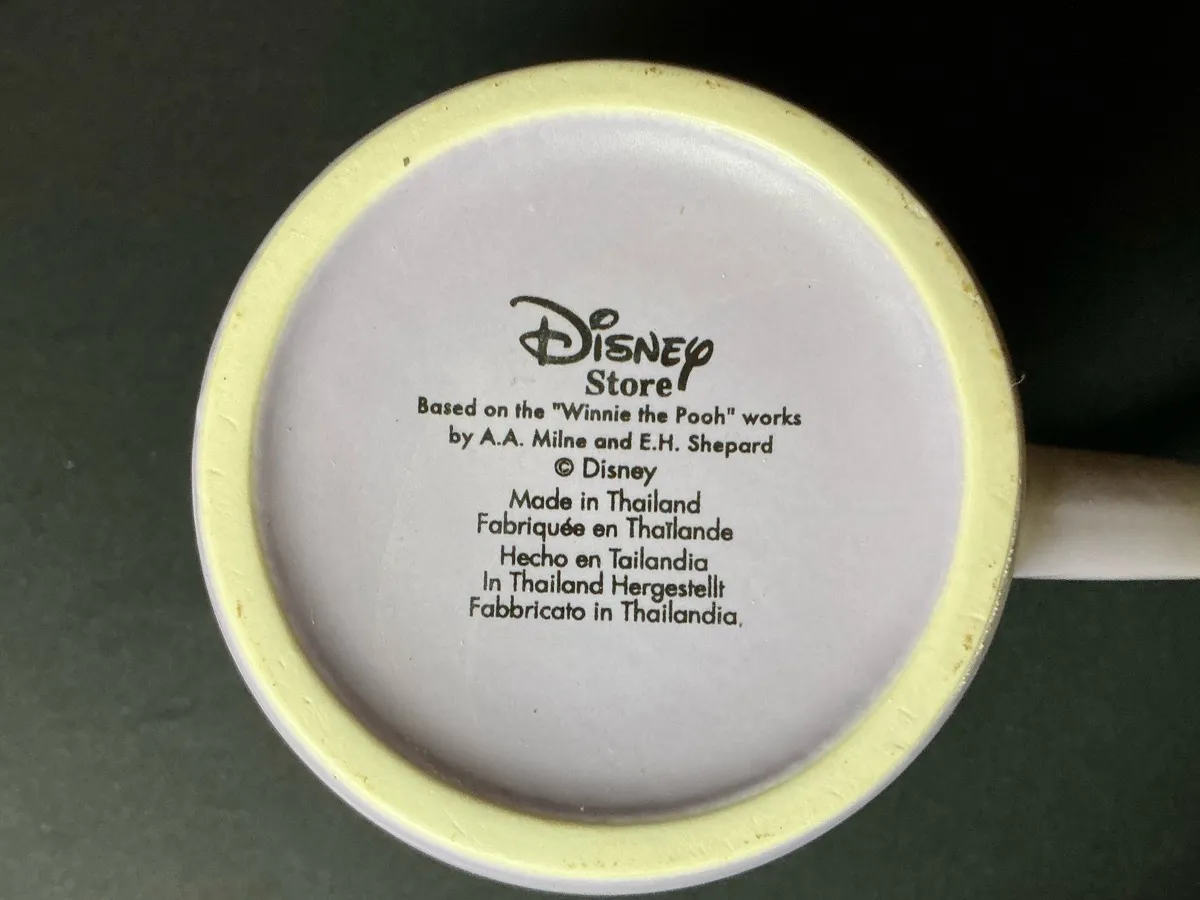 Disney
Store
Based on the "Winnie the Pooh" works
by A.A. Milne and E.H. Shepard
© Disney
Made in Thailand
Fabriquée en Thaïlande
Hecho en Tailandia
In Thailand Hergestellt
Fabbricato in Thailandia.